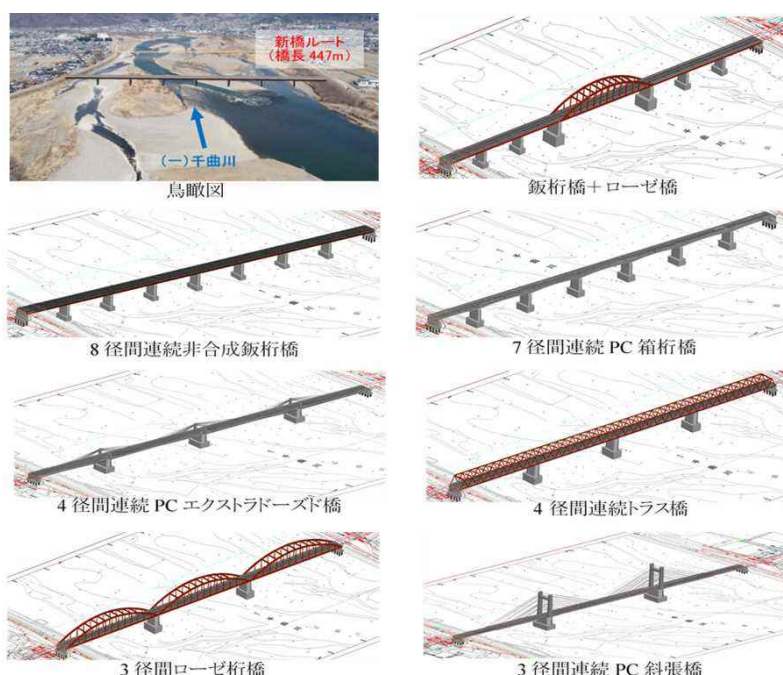 新橋ルート
(橋長 447m)
(一)千曲川
鳥瞰図
鈑桁橋+ローゼ橋
8 径間連続非合成鈑桁橋
7 径間連続 PC 箱桁橋
4 径間連続 PC エクストラドーズド橋
4 径間連続トラス橋
3 径間ローゼ桁橋
3 径間連続 PC 斜張橋